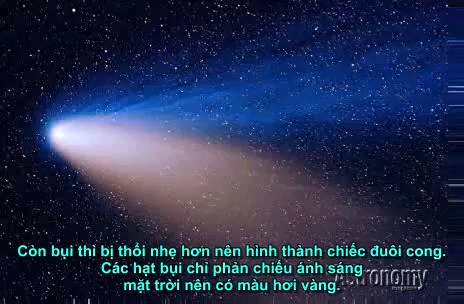 Còn bụi thì bị thổi nhẹ hơn nên hình thành chiếc đuôi cong.
Các hạt bụi chỉ phản chiếu ánh sáng
mặt trời nên có màu hơi vàng.
Astronomy